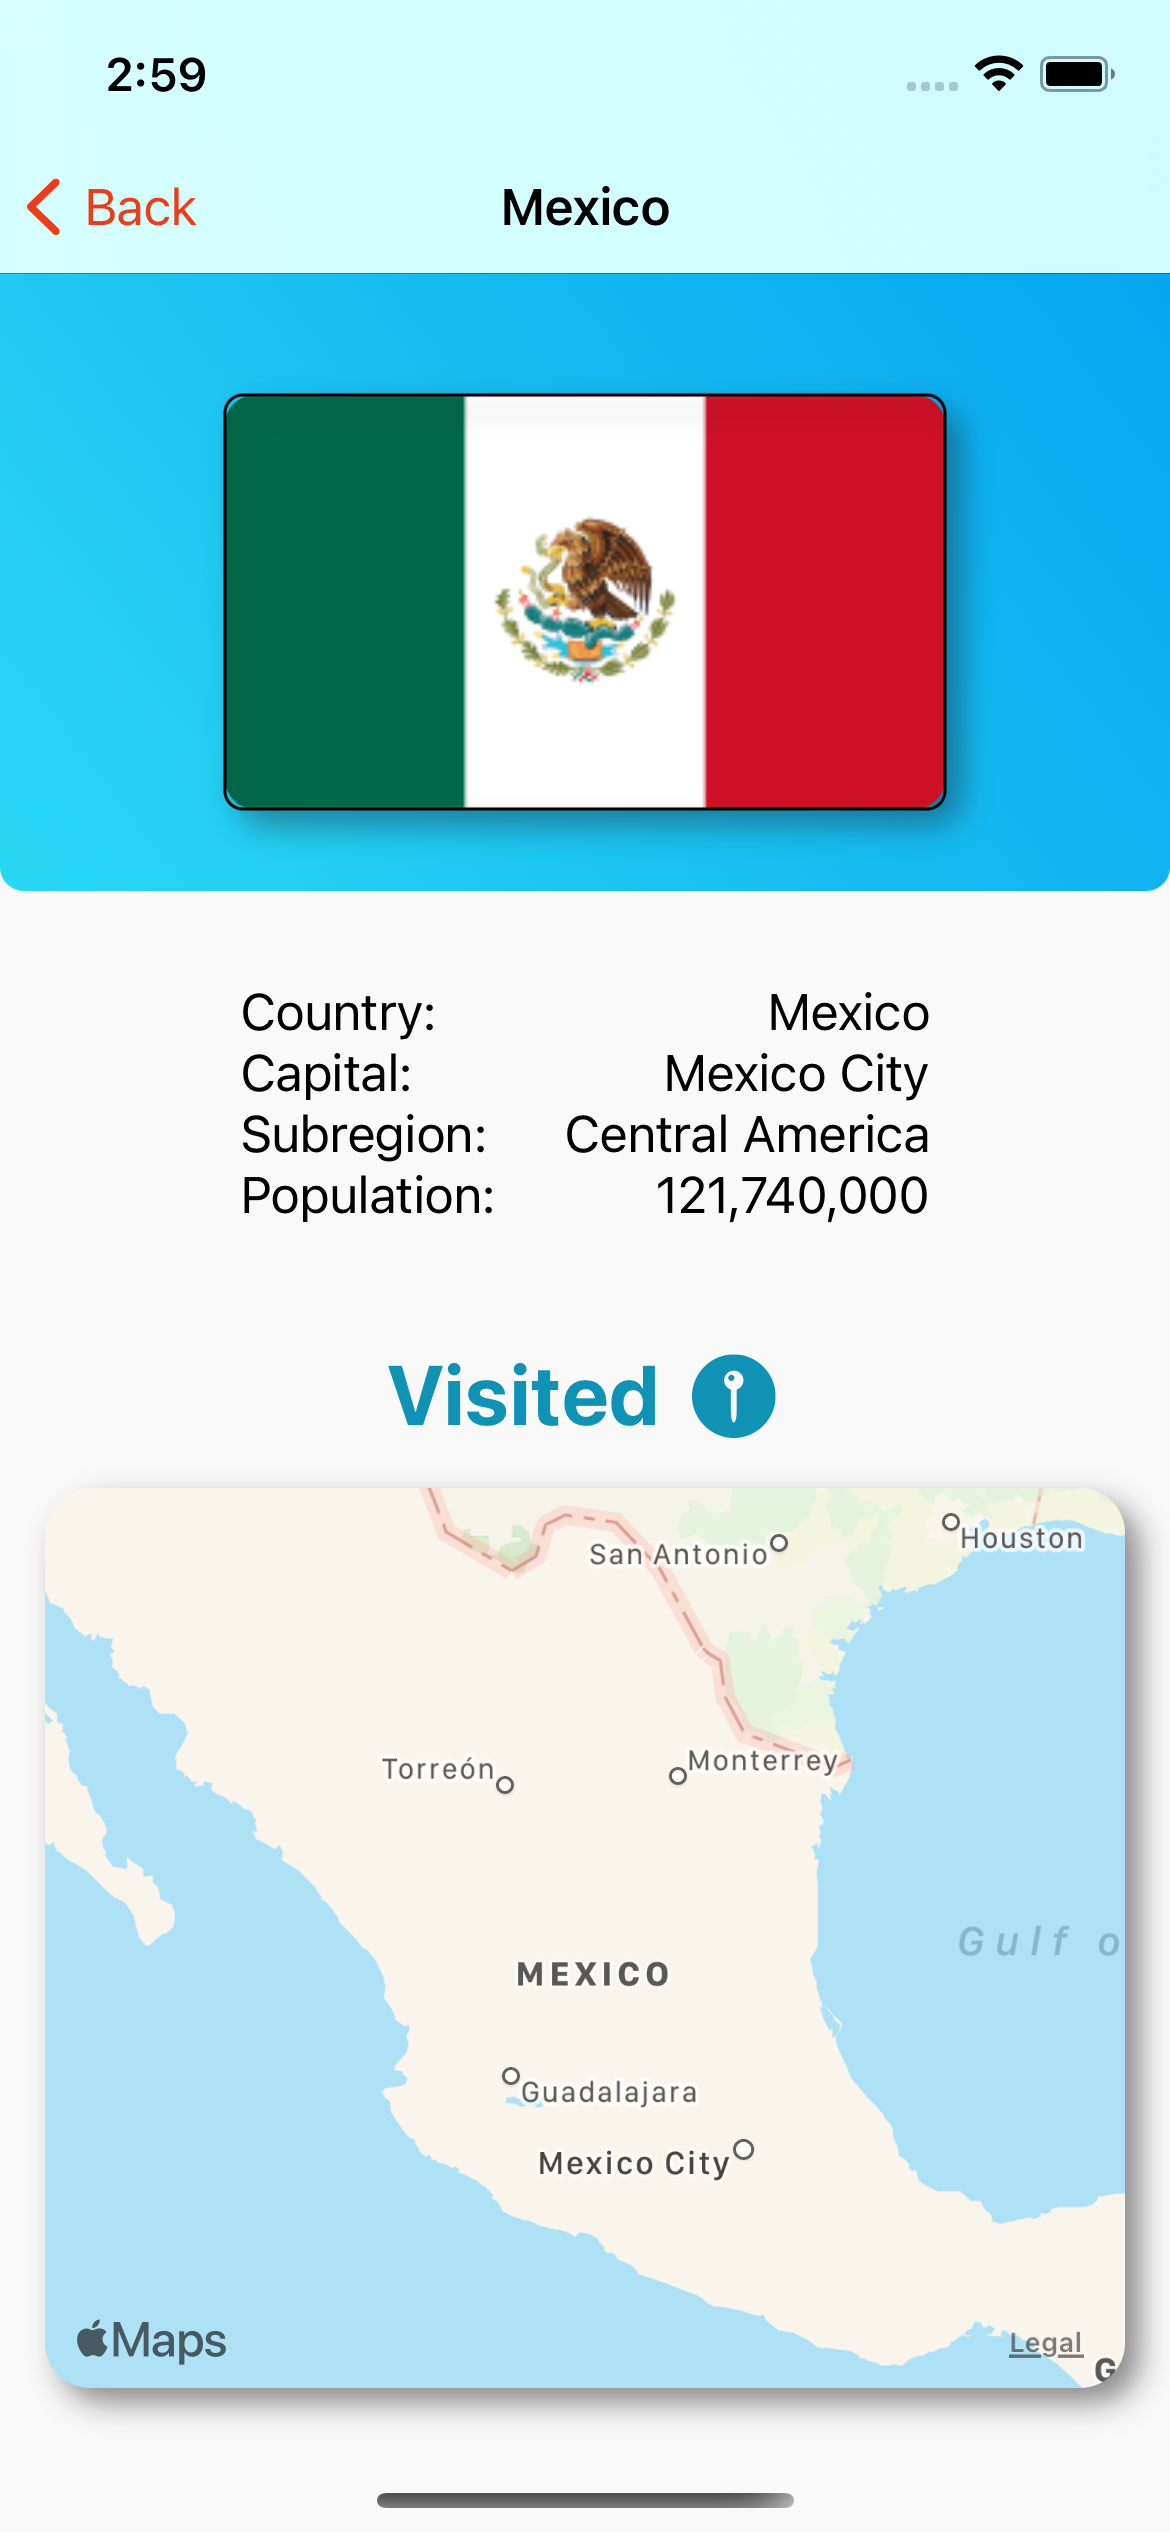 2:59
Back
Mexico
Country: Mexico
Capital: Mexico City
Subregion: Central America
Population: 121,740,000
Visited
San Antonio
Houston
Torreón
Monterrey
Gulf o
MEXICO
Guadalajara
Mexico City
Maps
Legal
G